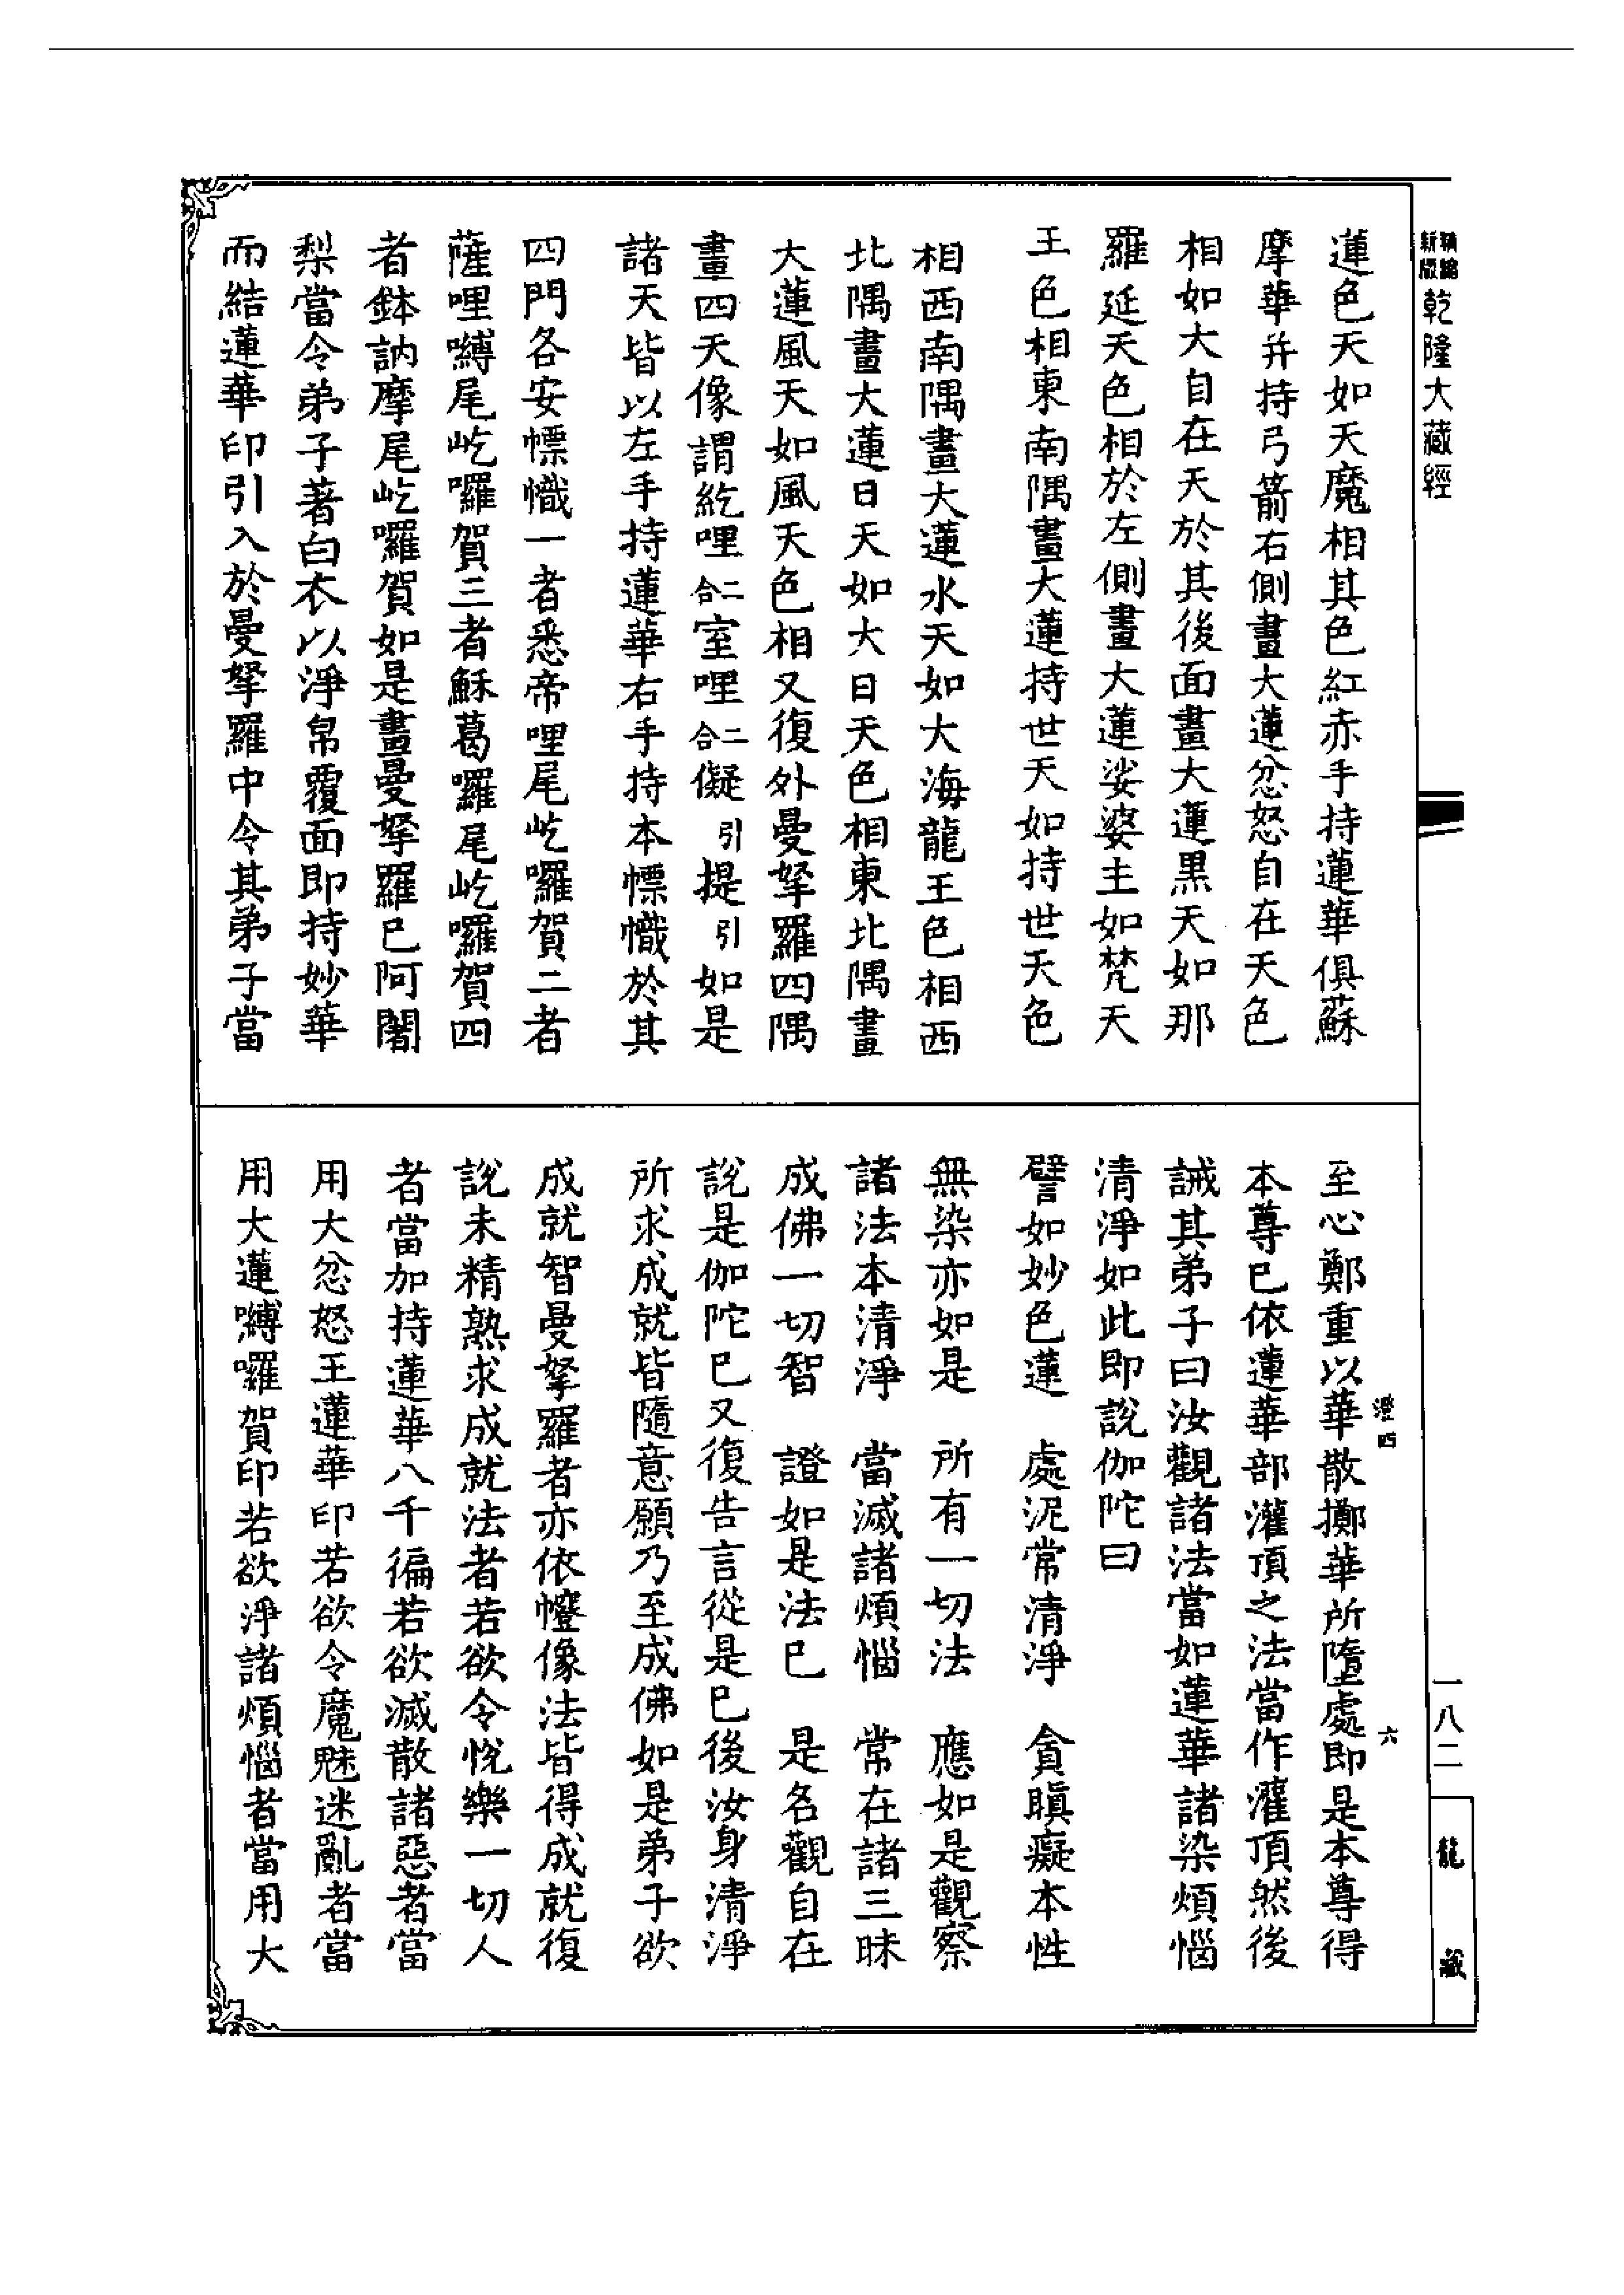 新編
新版
乾隆大藏經
蓮色天如天魔相其色紅赤手持蓮華俱蘇
摩華并持弓箭右側畫大蓮忿怒自在天色
相如大自在天於其後面畫大蓮黑天如那
羅延天色相於左側畫大蓮娑婆主如梵天
王色相東南隅畫大蓮持世天如持世天色
相西南隅畫大蓮水天如大海龍王色相西
北隅畫大蓮日天如大日天色相東北隅畫
大蓮風天如風天色相又復外曼拏羅四隅
畫四天像謂紇哩二合室哩二合儗引提引如是
諸天皆以左手持蓮華右手持本幖幟於其
四門各安幖幟一者悉帝哩尾屹囉賀二者
薩哩嚩尾屹囉賀三者穌葛囉尾屹囉賀四
者鉢訥摩尾屹囉賀如是畫曼拏羅已阿闍
梨當令弟子著白衣以淨帛覆面即持妙華
而結蓮華印引入於曼拏羅中令其弟子當
至心鄭重以華散擲華所墮處即是本尊得
本尊已依蓮華部灌頂之法當作灌頂然後
誡其弟子曰汝觀諸法當如蓮華諸染煩惱
清淨如此即說伽陀曰
譬如妙色蓮　處泥常清淨　貪瞋癡本性
無染亦如是　所有一切法　應如是觀察
諸法本清淨　當滅諸煩惱　常在諸三昧
成佛一切智　證如是法已　是名觀自在
說是伽陀已又復告言從是已後汝身清淨
所求成就皆隨意願乃至成佛如是弟子欲
成就智曼拏羅者亦依㡧像法皆得成就復
說未精熟求成就法者若欲令悅樂一切人
者當加持蓮華八千徧若欲滅散諸惡者當
用大忿怒王蓮華印若欲令魔魅迷亂者當
用大蓮嚩囉賀印若欲淨諸煩惱者當用大
澄四
六
一八二
龍藏